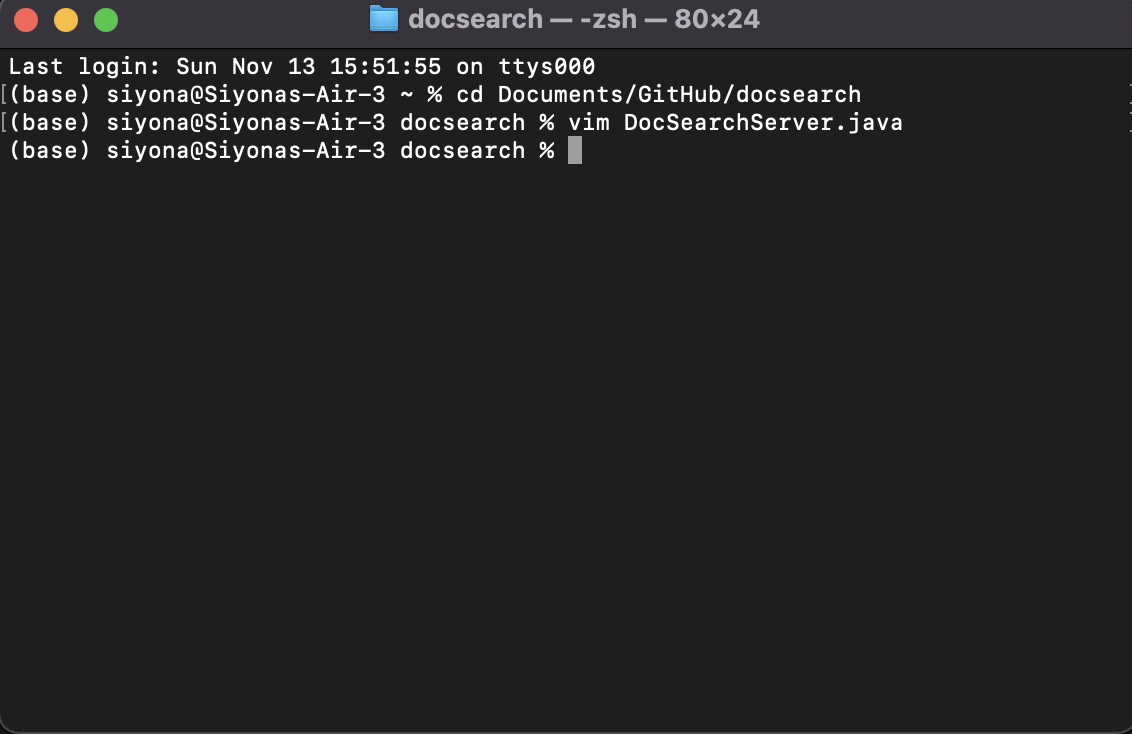 docsearch — -zsh — 80×24
Last login: Sun Nov 13 15:51:55 on ttys000
[(base) siyona@Siyonas-Air-3 ~ % cd Documents/GitHub/docsearch
[(base) siyona@Siyonas-Air-3 docsearch % vim DocSearchServer.java
(base) siyona@Siyonas-Air-3 docsearch %